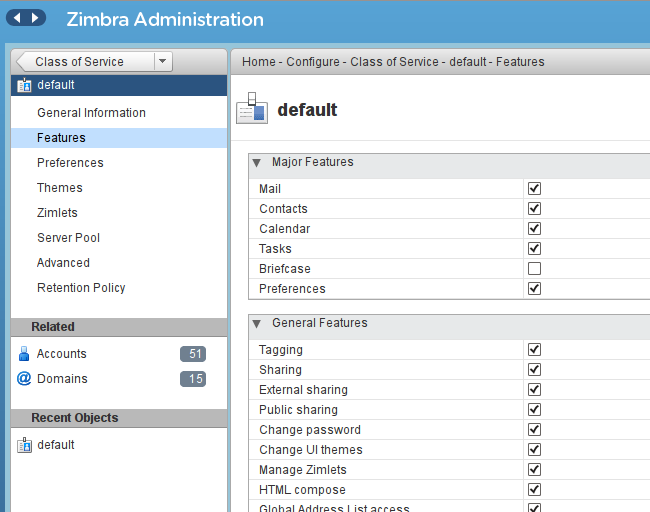 Zimbra Administration
Class of Service
default
General Information
Features
Preferences
Themes
Zimlets
Server Pool
Advanced
Retention Policy
Related
Accounts 51
Domains 15
Recent Objects
default
Home - Configure - Class of Service - default - Features
default
Major Features
Mail
Contacts
Calendar
Tasks
Briefcase
Preferences
General Features
Tagging
Sharing
External sharing
Public sharing
Change password
Change UI themes
Manage Zimlets
HTML compose
Global Address List access